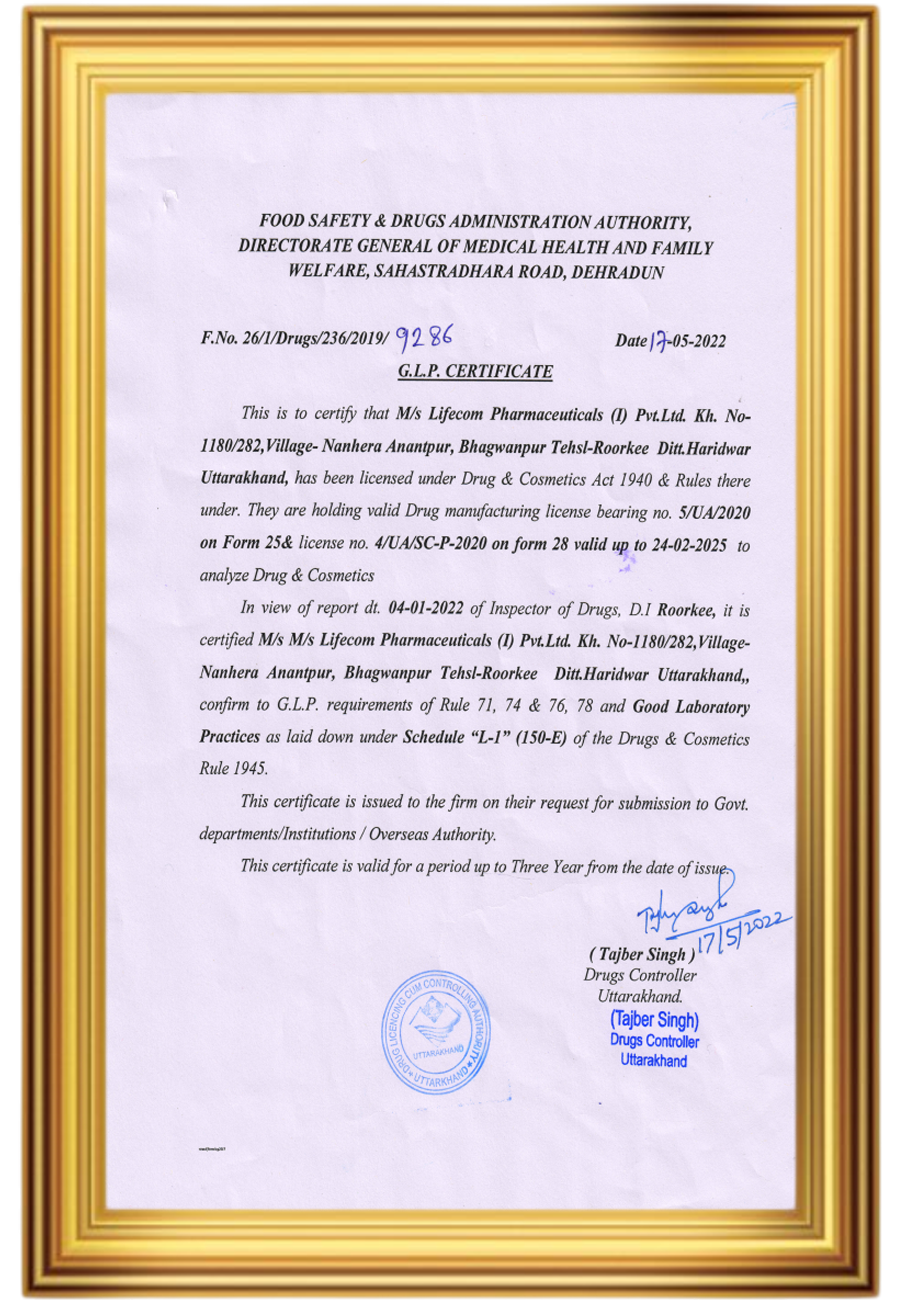 FOOD SAFETY & DRUGS ADMINISTRATION AUTHORITY,
DIRECTORATE GENERAL OF MEDICAL HEALTH AND FAMILY
WELFARE, SAHASTRADHARA ROAD, DEHRADUN
F.No. 26/1/Drugs/236/2019/ 9286 Date 17-05-2022
G.L.P. CERTIFICATE
This is to certify that M/s Lifecom Pharmaceuticals (I) Pvt.Ltd. Kh. No-
1180/282,Village- Nanhera Anantpur, Bhagwanpur Tehsl-Roorkee Ditt.Haridwar
Uttarakhand, has been licensed under Drug & Cosmetics Act 1940 & Rules there
under. They are holding valid Drug manufacturing license bearing no. 5/UA/2020
on Form 25& license no. 4/UA/SC-P-2020 on form 28 valid up to 24-02-2025 to
analyze Drug & Cosmetics
In view of report dt. 04-01-2022 of Inspector of Drugs, D.I Roorkee, it is
certified M/s M/s Lifecom Pharmaceuticals (I) Pvt.Ltd. Kh. No-1180/282,Village-
Nanhera Anantpur, Bhagwanpur Tehsl-Roorkee Ditt.Haridwar Uttarakhand,,
confirm to G.L.P. requirements of Rule 71, 74 & 76, 78 and Good Laboratory
Practices as laid down under Schedule “L-1” (150-E) of the Drugs & Cosmetics
Rule 1945.
This certificate is issued to the firm on their request for submission to Govt.
departments/Institutions / Overseas Authority.
This certificate is valid for a period up to Three Year from the date of issue.
17/5/2022
( Tajber Singh )
Drugs Controller
Uttarakhand.
(Tajber Singh)
Drugs Controller
Uttarakhand
DRUG LICENCING CUM CONTROLLING AUTHORITY
UTTARAKHAND
★ UTTARKHAND ★